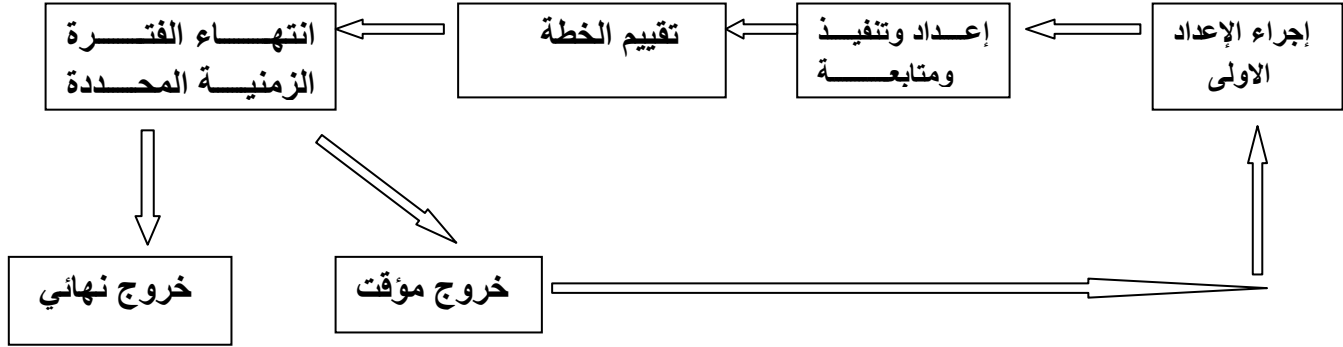 إجراء الإعداد
الاولى
إعداد وتنفيذ
ومتابعة
تقييم الخطة
انتهاء الفترة
الزمنية المحددة
خروج مؤقت
خروج نهائي